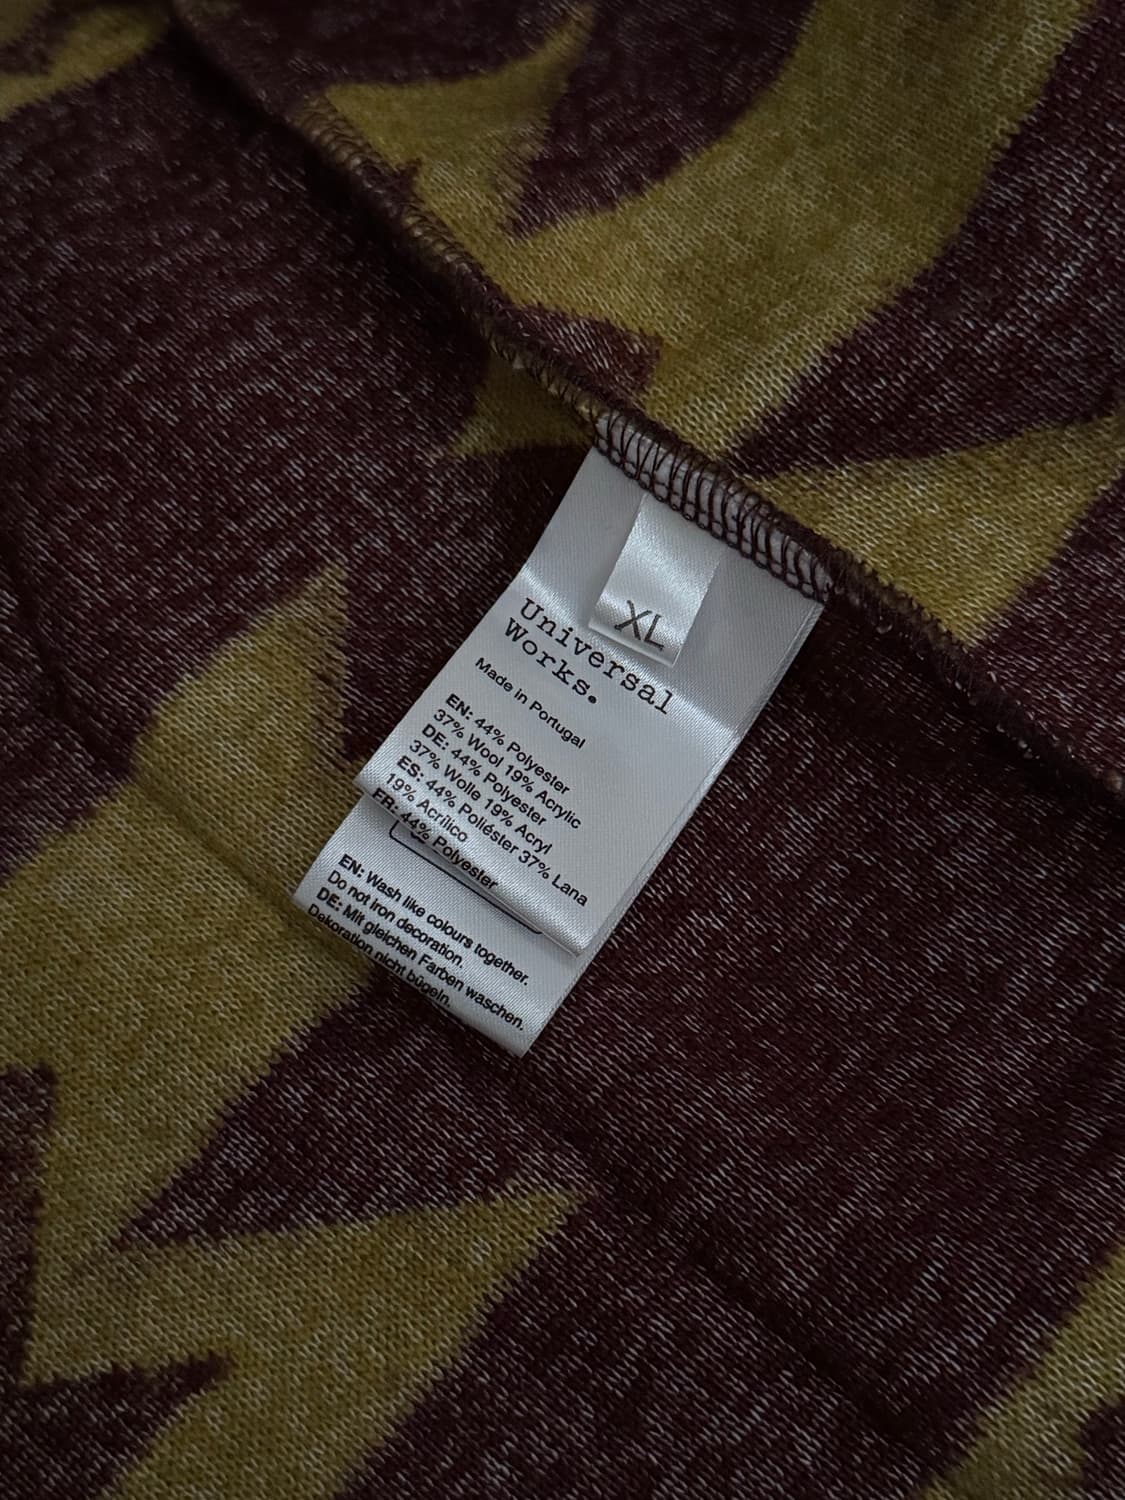 XL
Universal
Works.
Made in Portugal
EN: 44% Polyester
37% Wool 19% Acrylic
DE: 44% Polyester
37% Wolle 19% Acryl
ES: 44% Poliéster 37% Lana
19% Acrílico
FR: 44% Polyester
EN: Wash like colours together.
Do not iron decoration.
DE: Mit gleichen Farben waschen.
Dekoration nicht bügeln.